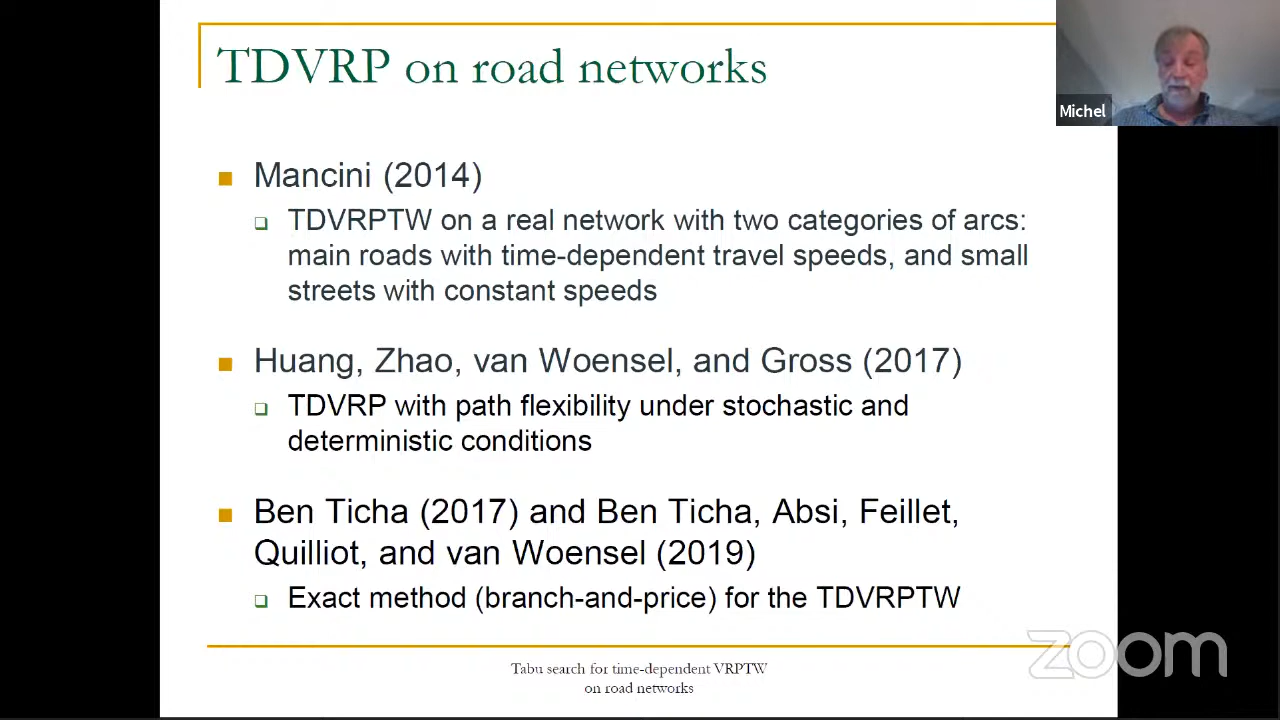 TDVRP on road networks
Michel
Mancini (2014)
TDVRPTW on a real network with two categories of arcs:
main roads with time-dependent travel speeds, and small
streets with constant speeds
Huang, Zhao, van Woensel, and Gross (2017)
TDVRP with path flexibility under stochastic and
deterministic conditions
Ben Ticha (2017) and Ben Ticha, Absi, Feillet,
Quilliot, and van Woensel (2019)
Exact method (branch-and-price) for the TDVRPTW
zoom
Tabu search for time-dependent VRPTW
on road networks